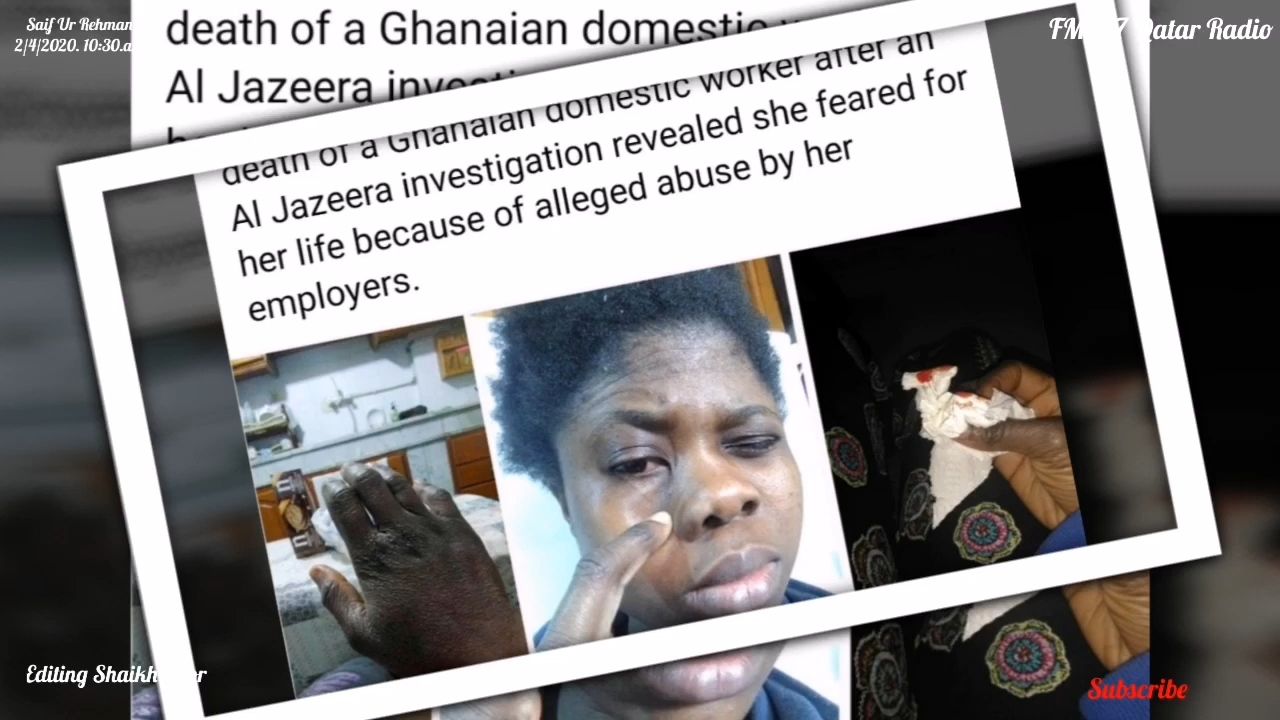 Saif Ur Rehman
2/4/2020. 10:30.a
Qatar Radio
death of a Ghanaian domestic
Al Jazeera
death of a Ghanaian domestic worker after an
Al Jazeera investigation revealed she feared for
her life because of alleged abuse by her
employers.
Editing
Subscribe